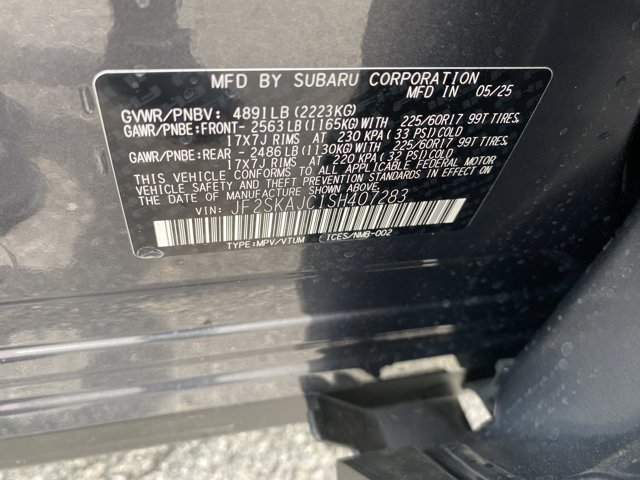 MFD BY SUBARU CORPORATION
MFD IN 05/25
GVWR/PNBV: 4891LB (2223KG)
GAWR/PNBE:FRONT- 2563LB (1165KG) WITH 225/60R17 99T TIRES,
17X7J RIMS AT 230 KPA (33 PSI) COLD
GAWR/PNBE:REAR - 2486LB (1130KG) WITH 225/60R17 99T TIRES,
17X7J RIMS AT 220 KPA (32 PSI) COLD
THIS VEHICLE CONFORMS TO ALL APPLICABLE FEDERAL MOTOR
VEHICLE SAFETY AND THEFT PREVENTION STANDARDS IN EFFECT ON
THE DATE OF MANUFACTURE SHOWN ABOVE.
VIN: JF2SKAJC1SH407283
TYPE:MPV/VTUM (ICES/NMB-002